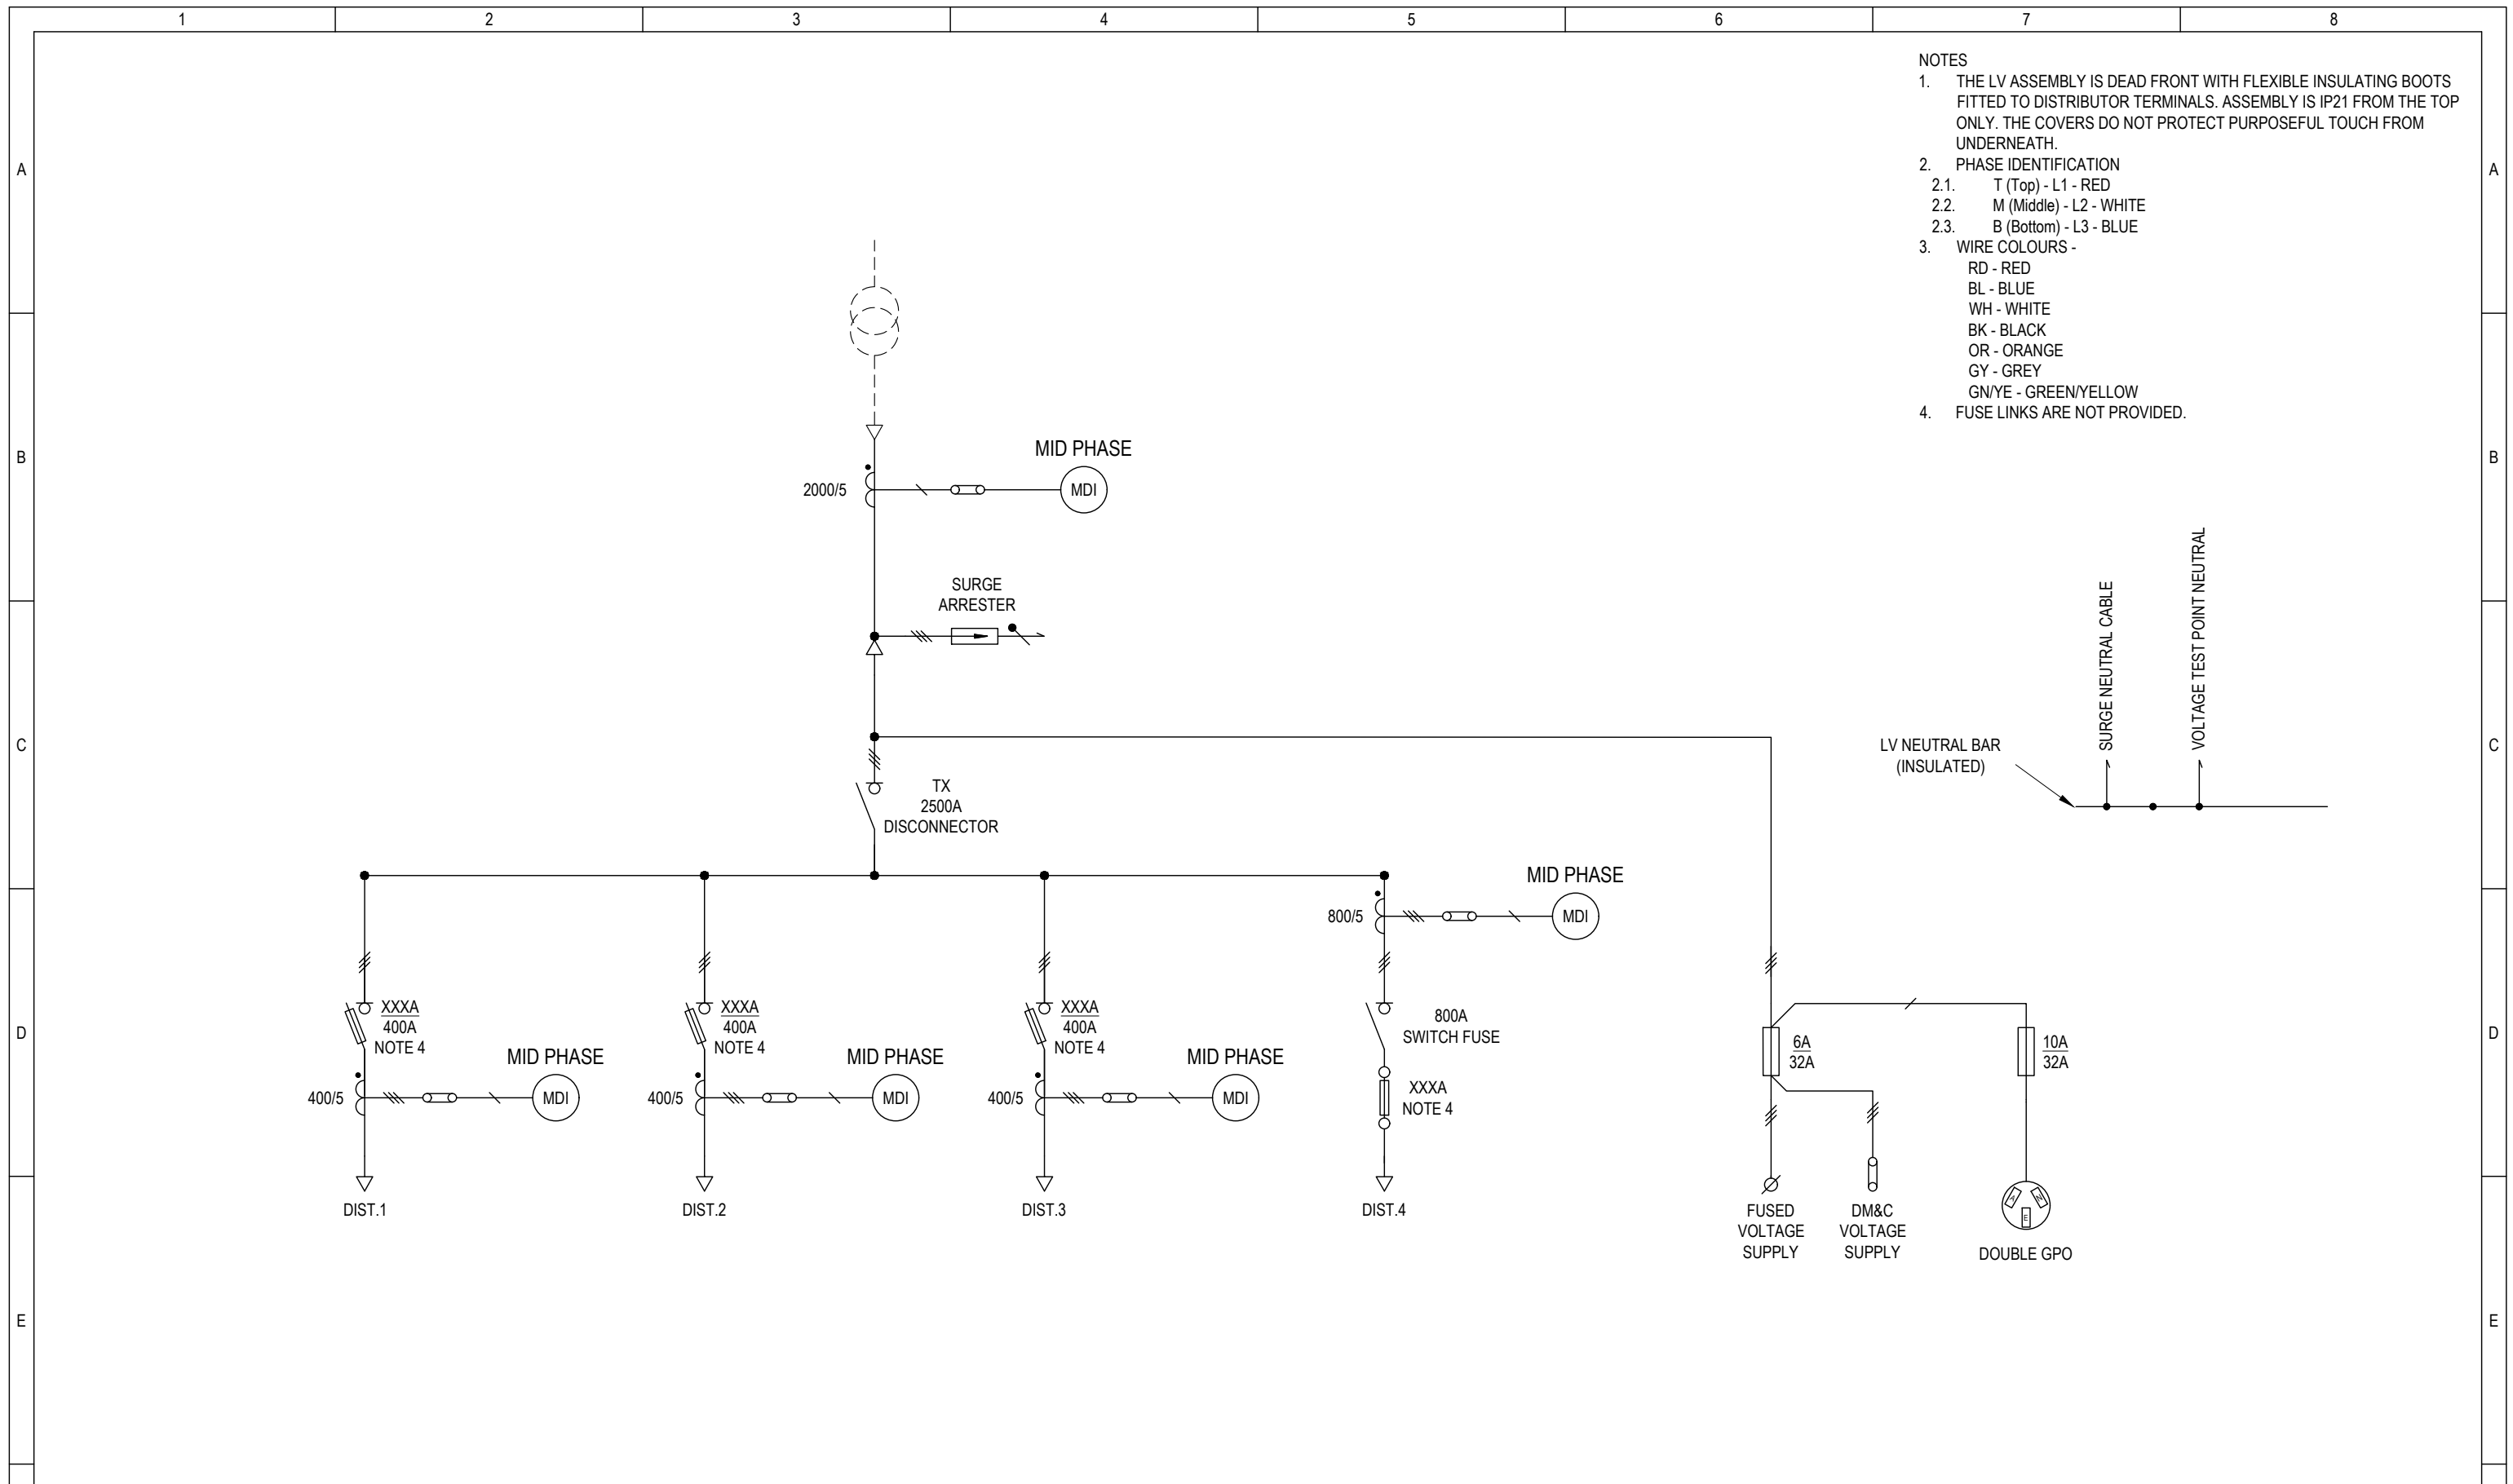 1 2 3 4 5 6 7 8
NOTES
1. THE LV ASSEMBLY IS DEAD FRONT WITH FLEXIBLE INSULATING BOOTS
FITTED TO DISTRIBUTOR TERMINALS. ASSEMBLY IS IP21 FROM THE TOP
ONLY. THE COVERS DO NOT PROTECT PURPOSEFUL TOUCH FROM
UNDERNEATH.
2. PHASE IDENTIFICATION
2.1. T (Top) - L1 - RED
2.2. M (Middle) - L2 - WHITE
2.3. B (Bottom) - L3 - BLUE
3. WIRE COLOURS -
RD - RED
BL - BLUE
WH - WHITE
BK - BLACK
OR - ORANGE
GY - GREY
GN/YE - GREEN/YELLOW
4. FUSE LINKS ARE NOT PROVIDED.
A A
B B
C C
D D
E E
MID PHASE
2000/5
MDI
SURGE
ARRESTER
TX
2500A
DISCONNECTOR
LV NEUTRAL BAR
(INSULATED)
SURGE NEUTRAL CABLE
VOLTAGE TEST POINT NEUTRAL
XXXA
400A
NOTE 4
MID PHASE
400/5
MDI
DIST.1
XXXA
400A
NOTE 4
MID PHASE
400/5
MDI
DIST.2
XXXA
400A
NOTE 4
MID PHASE
400/5
MDI
DIST.3
MID PHASE
800/5
MDI
800A
SWITCH FUSE
XXXA
NOTE 4
DIST.4
6A
32A
FUSED
VOLTAGE
SUPPLY
DM&C
VOLTAGE
SUPPLY
10A
32A
A N
E
DOUBLE GPO